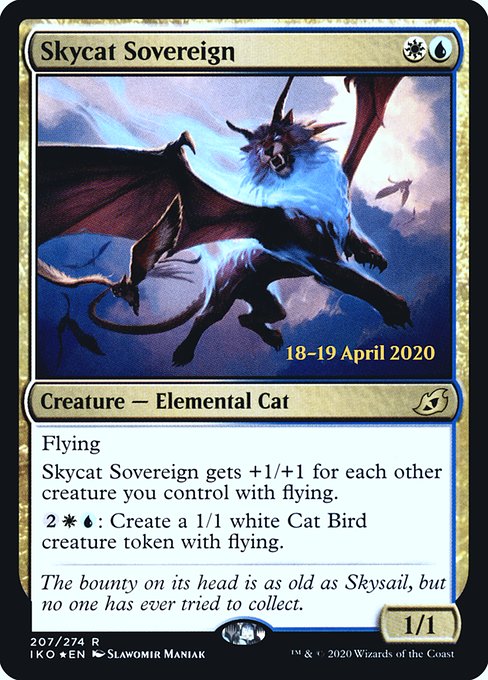 Skycat Sovereign
18-19 April 2020
Creature — Elemental Cat
Flying
Skycat Sovereign gets +1/+1 for each other
creature you control with flying.
2: Create a 1/1 white Cat Bird
creature token with flying.
The bounty on its head is as old as Skysail, but
no one has ever tried to collect.
1/1
207/274 R
IKO ★ EN Slawomir Maniak
™ & © 2020 Wizards of the Coast